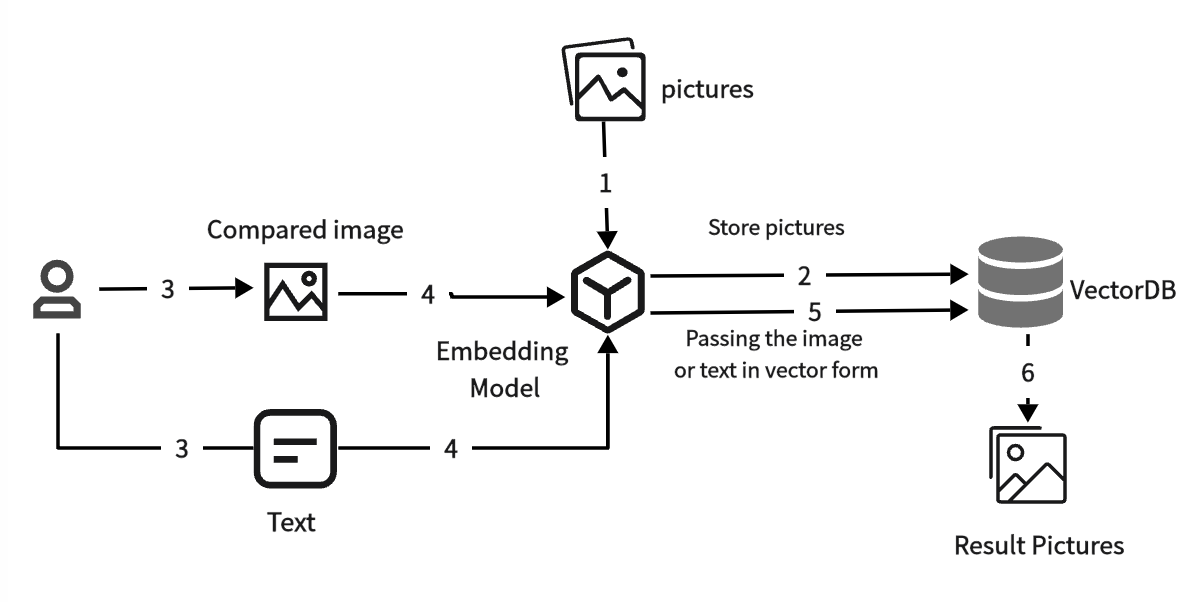 pictures
1
Compared image
Store pictures
3
4
2
VectorDB
5
Embedding
Model
Passing the image
or text in vector form
6
3
4
Text
Result Pictures